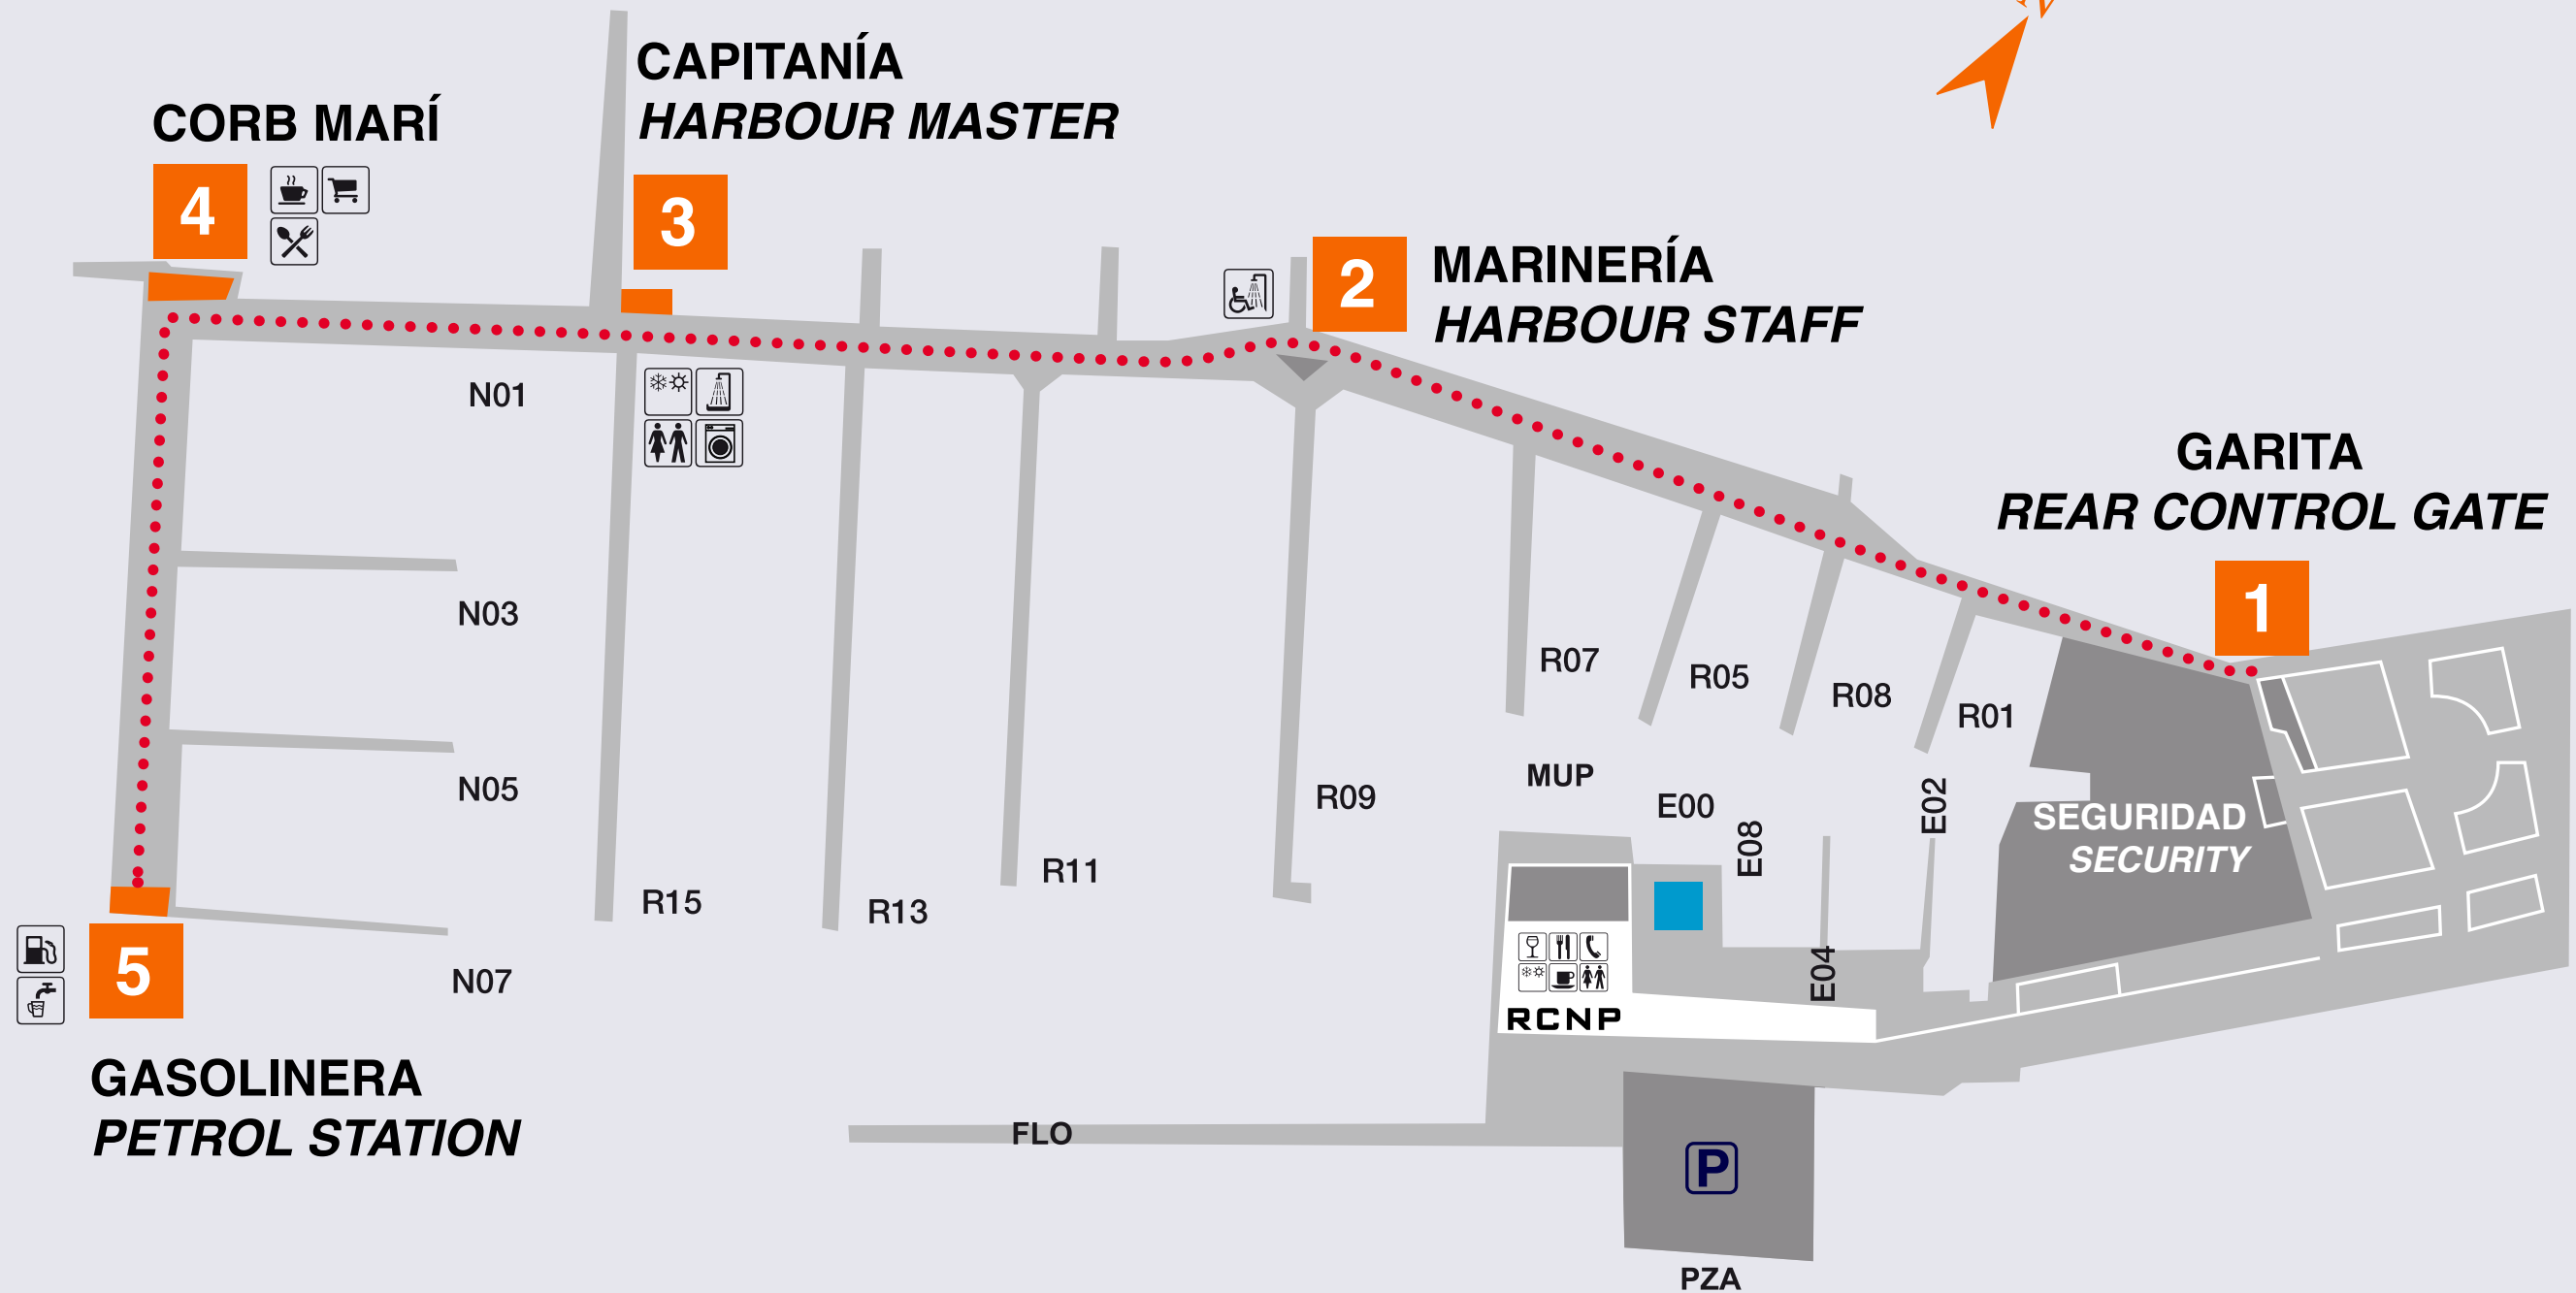 CAPITANÍA
HARBOUR MASTER
CORB MARÍ
4
3
2
MARINERÍA
HARBOUR STAFF
N01
GARITA
REAR CONTROL GATE
1
N03
R07
R05
R08
R01
N05
MUP
R09
E00
E08
E02
SEGURIDAD
SECURITY
R11
R15
R13
5
N07
E04
RCNP
GASOLINERA
PETROL STATION
FLO
P
PZA